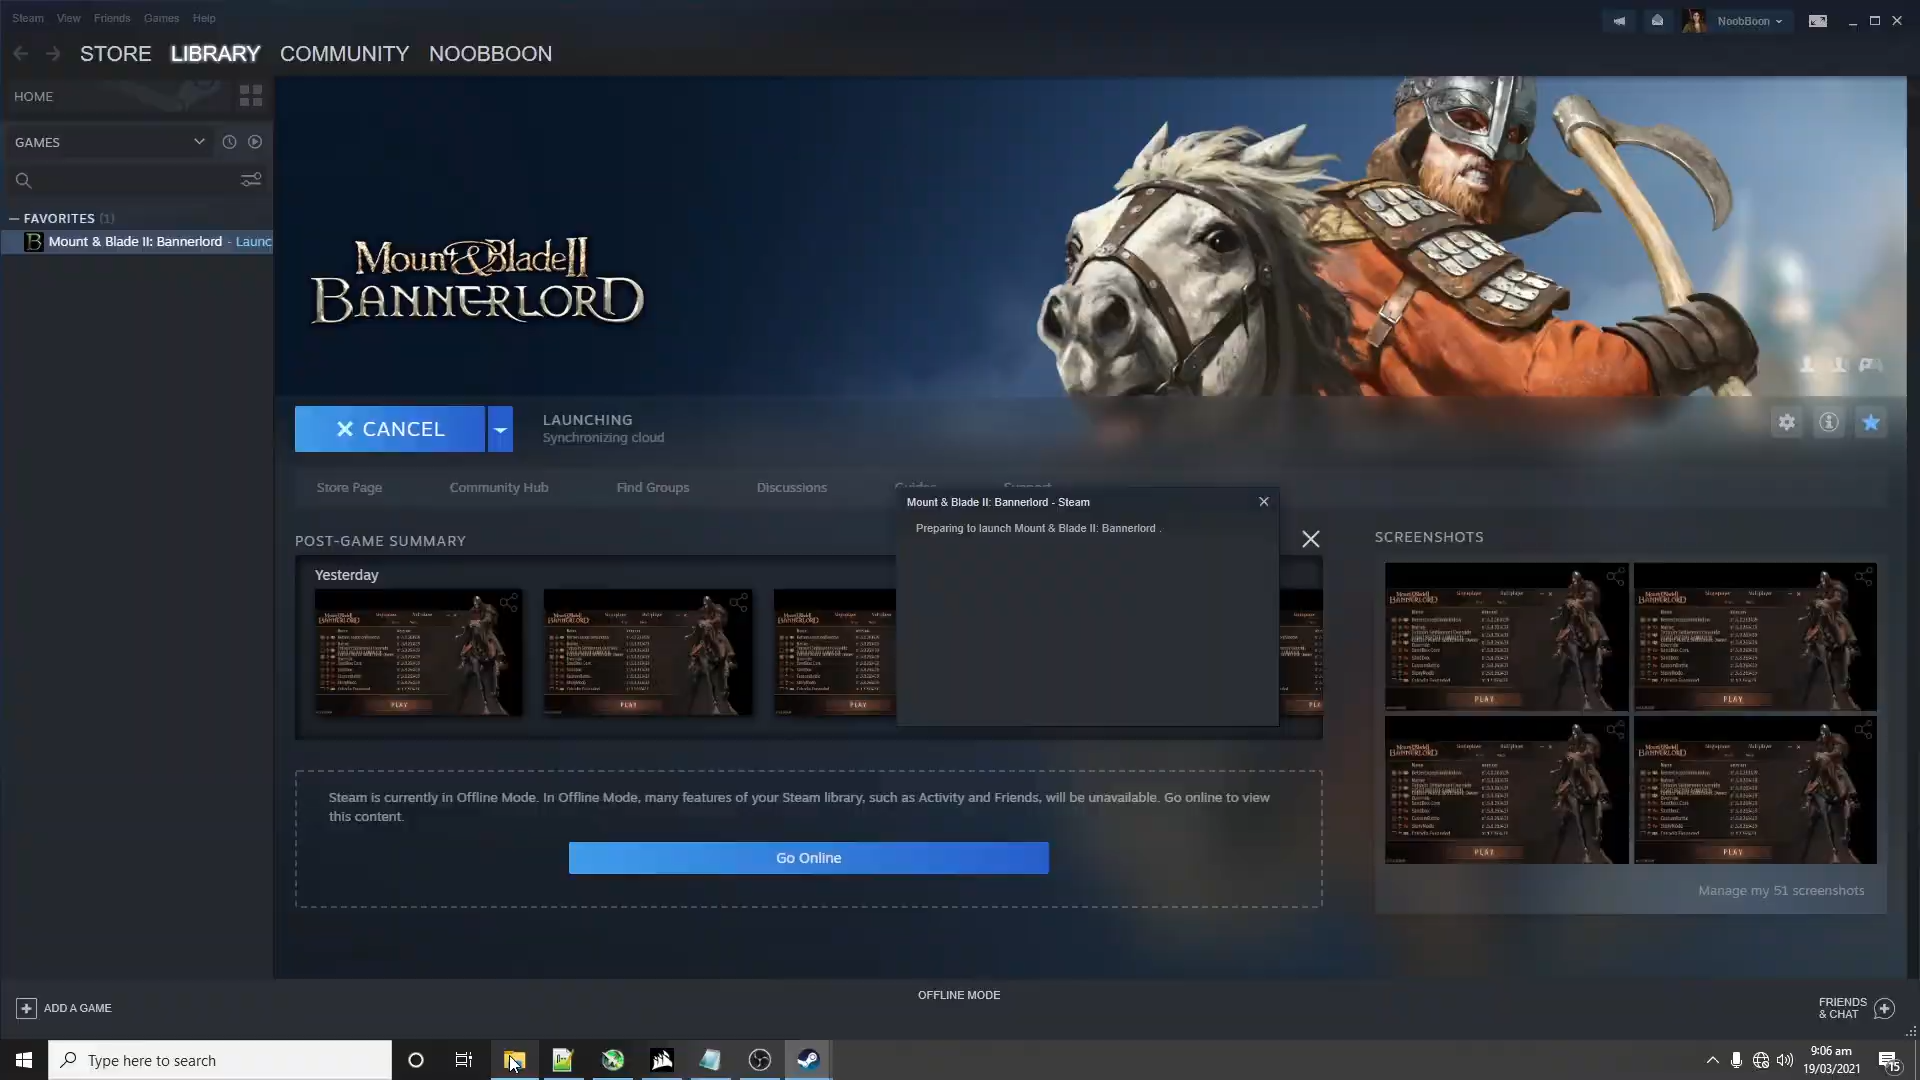 Steam View Friends Games Help
NoobBoon
STORE LIBRARY COMMUNITY NOOBBOON
HOME
GAMES
FAVORITES (1)
Mount & Blade II: Bannerlord - Launc
Mount & Blade II
BANNERLORD
CANCEL
LAUNCHING
Synchronizing cloud
Store Page Community Hub Find Groups Discussions Guides Support
Mount & Blade II: Bannerlord - Steam
Preparing to launch Mount & Blade II: Bannerlord .
POST-GAME SUMMARY
Yesterday
PLAY
PLAY
PLAY
SCREENSHOTS
PLAY
PLAY
PLAY
PLAY
Manage my 51 screenshots
Steam is currently in Offline Mode. In Offline Mode, many features of your Steam library, such as Activity and Friends, will be unavailable. Go online to view
this content.
Go Online
ADD A GAME
OFFLINE MODE
FRIENDS
& CHAT
Type here to search
9:06 am
19/03/2021
15